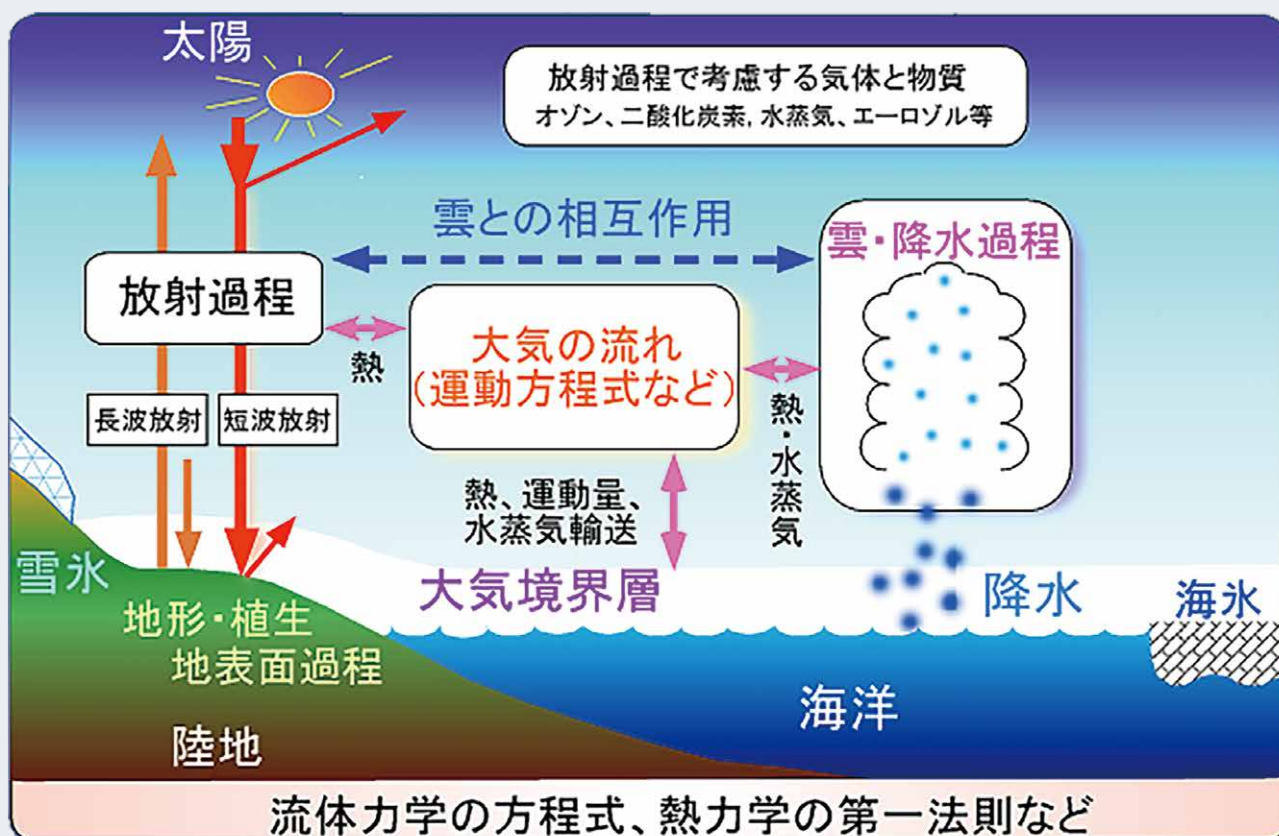 太陽
放射過程で考慮する気体と物質
オゾン、二酸化炭素, 水蒸気、エーロゾル等
雲との相互作用
雲・降水過程
放射過程
熱
大気の流れ
(運動方程式など)
長波放射
短波放射
熱・水蒸気
熱、運動量、
水蒸気輸送
雪氷
大気境界層
降水
海氷
地形・植生
地表面過程
海洋
陸地
流体力学の方程式、熱力学の第一法則など